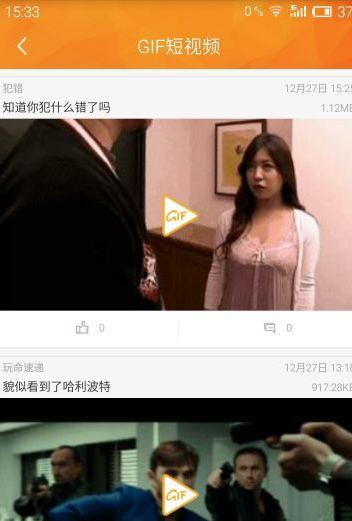 15:33 0% 37
GIF短视频
犯错 12月27日 15:25
知道你犯什么错了吗 1.12MB
GIF
0 0
玩命速递 12月27日 13:18
貌似看到了哈利波特 917.28KB
GIF